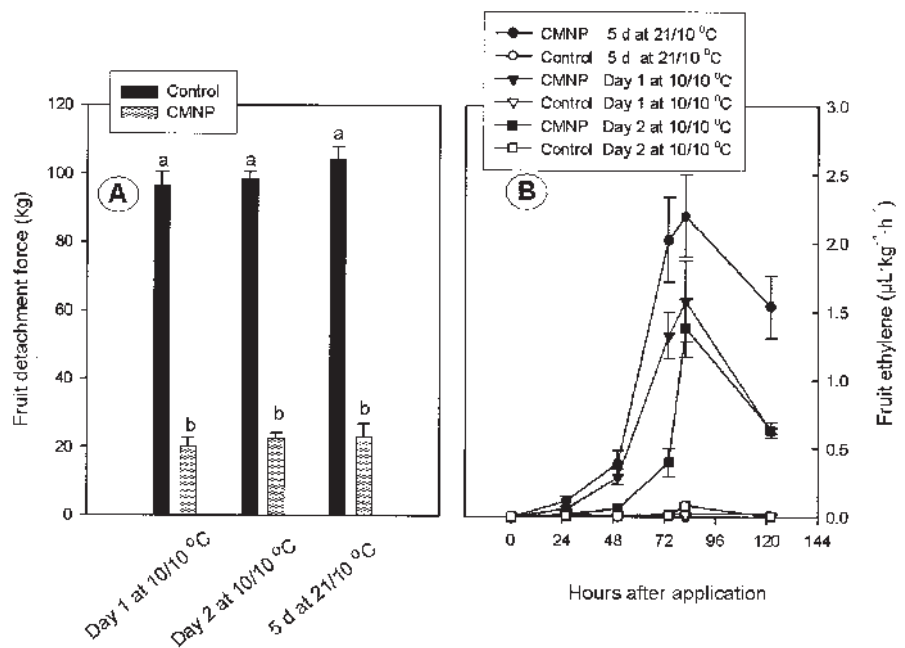 Control
CMNP
Fruit detachment force (kg)
120
100
80
60
40
20
0
A
a
a
a
b
b
b
Day 1 at 10/10 °C
Day 2 at 10/10 °C
5 d at 21/10 °C
CMNP 5 d at 21/10 °C
Control 5 d at 21/10 °C
CMNP Day 1 at 10/10 °C
Control Day 1 at 10/10 °C
CMNP Day 2 at 10/10 °C
Control Day 2 at 10/10 °C
B
3.0
2.5
2.0
1.5
1.0
0.5
0.0
Fruit ethylene (µL·kg⁻¹·h⁻¹)
0 24 48 72 96 120 144
Hours after application